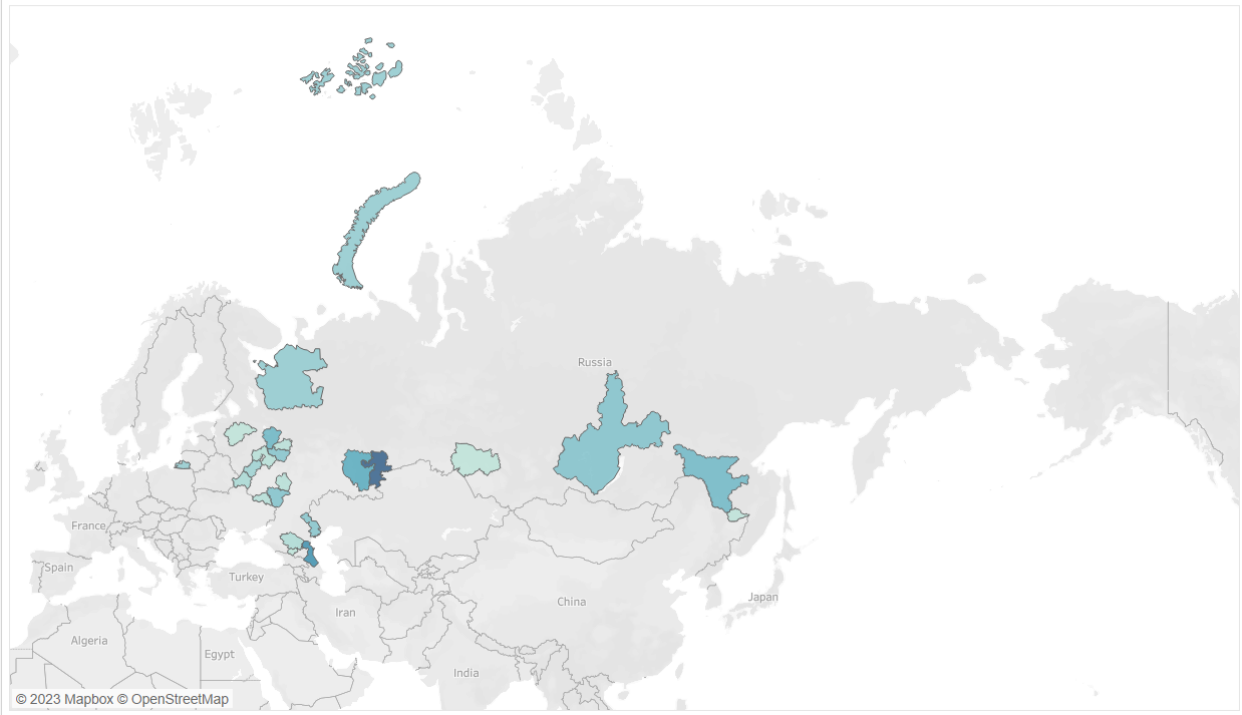 Russia
France
Spain
Turkey
Japan
China
Iran
Algeria
Egypt
India
© 2023 Mapbox © OpenStreetMap